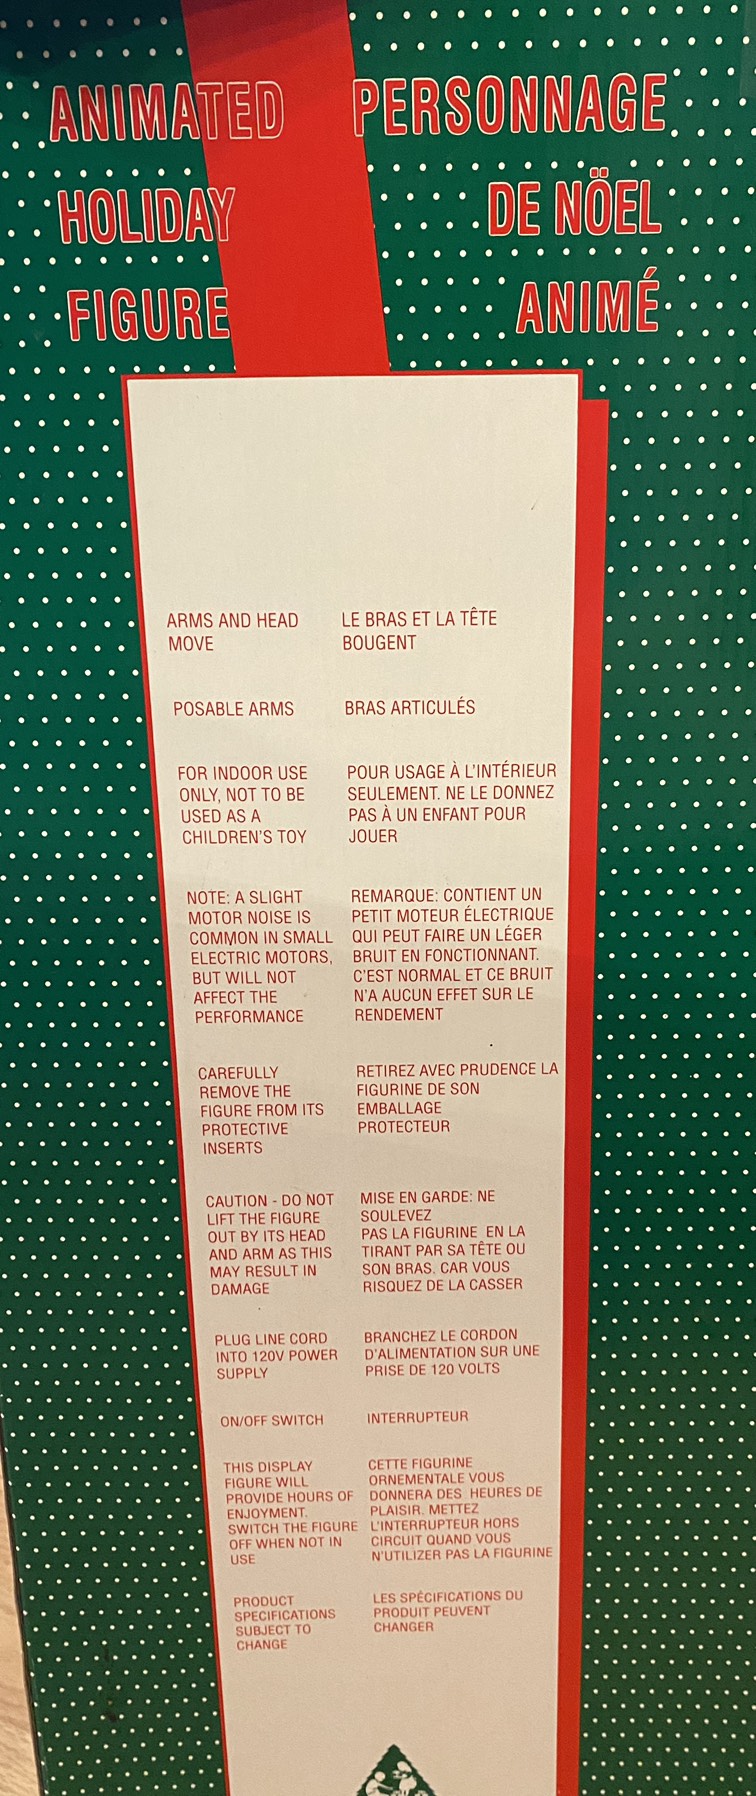 ANIMATED
HOLIDAY
FIGURE
PERSONNAGE
DE NÖEL
ANIMÉ
ARMS AND HEAD
MOVE
LE BRAS ET LA TÊTE
BOUGENT
POSABLE ARMS
BRAS ARTICULÉS
FOR INDOOR USE
ONLY, NOT TO BE
USED AS A
CHILDREN'S TOY
POUR USAGE À L'INTÉRIEUR
SEULEMENT. NE LE DONNEZ
PAS À UN ENFANT POUR
JOUER
NOTE: A SLIGHT
MOTOR NOISE IS
COMMON IN SMALL
ELECTRIC MOTORS,
BUT WILL NOT
AFFECT THE
PERFORMANCE
REMARQUE: CONTIENT UN
PETIT MOTEUR ÉLECTRIQUE
QUI PEUT FAIRE UN LÉGER
BRUIT EN FONCTIONNANT.
C'EST NORMAL ET CE BRUIT
N'A AUCUN EFFET SUR LE
RENDEMENT
CAREFULLY
REMOVE THE
FIGURE FROM ITS
PROTECTIVE
INSERTS
RETIREZ AVEC PRUDENCE LA
FIGURINE DE SON
EMBALLAGE
PROTECTEUR
CAUTION - DO NOT
LIFT THE FIGURE
OUT BY ITS HEAD
AND ARM AS THIS
MAY RESULT IN
DAMAGE
MISE EN GARDE: NE
SOULEVEZ
PAS LA FIGURINE EN LA
TIRANT PAR SA TÊTE OU
SON BRAS. CAR VOUS
RISQUEZ DE LA CASSER
PLUG LINE CORD
INTO 120V POWER
SUPPLY
BRANCHEZ LE CORDON
D'ALIMENTATION SUR UNE
PRISE DE 120 VOLTS
ON/OFF SWITCH
INTERRUPTEUR
THIS DISPLAY
FIGURE WILL
PROVIDE HOURS OF
ENJOYMENT.
SWITCH THE FIGURE
OFF WHEN NOT IN
USE
CETTE FIGURINE
ORNEMENTALE VOUS
DONNERA DES HEURES DE
PLAISIR. METTEZ
L'INTERRUPTEUR HORS
CIRCUIT QUAND VOUS
N'UTILIZER PAS LA FIGURINE
PRODUCT
SPECIFICATIONS
SUBJECT TO
CHANGE
LES SPÉCIFICATIONS DU
PRODUIT PEUVENT
CHANGER